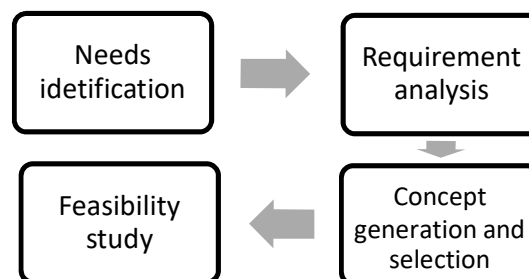 Needs
idetification
Requirement
analysis
Concept
generation and
selection
Feasibility
study